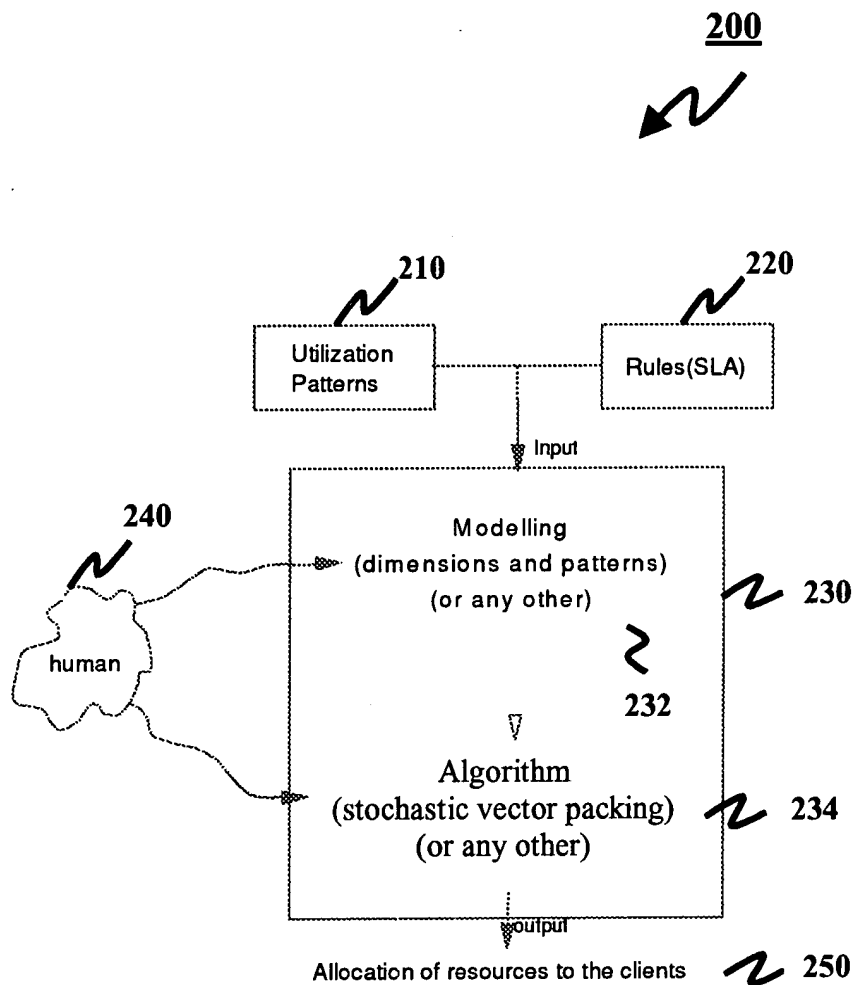 200
210
220
Utilization
Patterns
Rules(SLA)
Input
240
Modelling
(dimensions and patterns)
(or any other)
230
human
232
Algorithm
(stochastic vector packing)
(or any other)
234
output
Allocation of resources to the clients
250